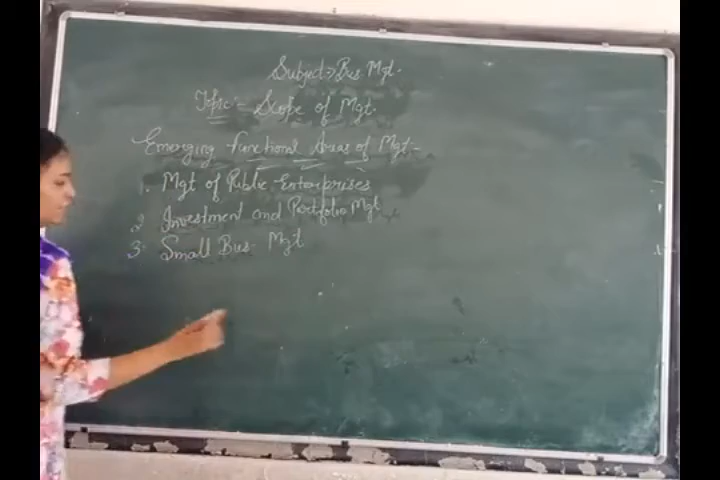 Subject⇒ Bus. Mgt.
Topic:- Scope of Mgt.
Emerging functional Areas of Mgt:-
1. Mgt of Public Enterprises
2. Investment and Portfolio Mgt
3. Small Bus. Mgt